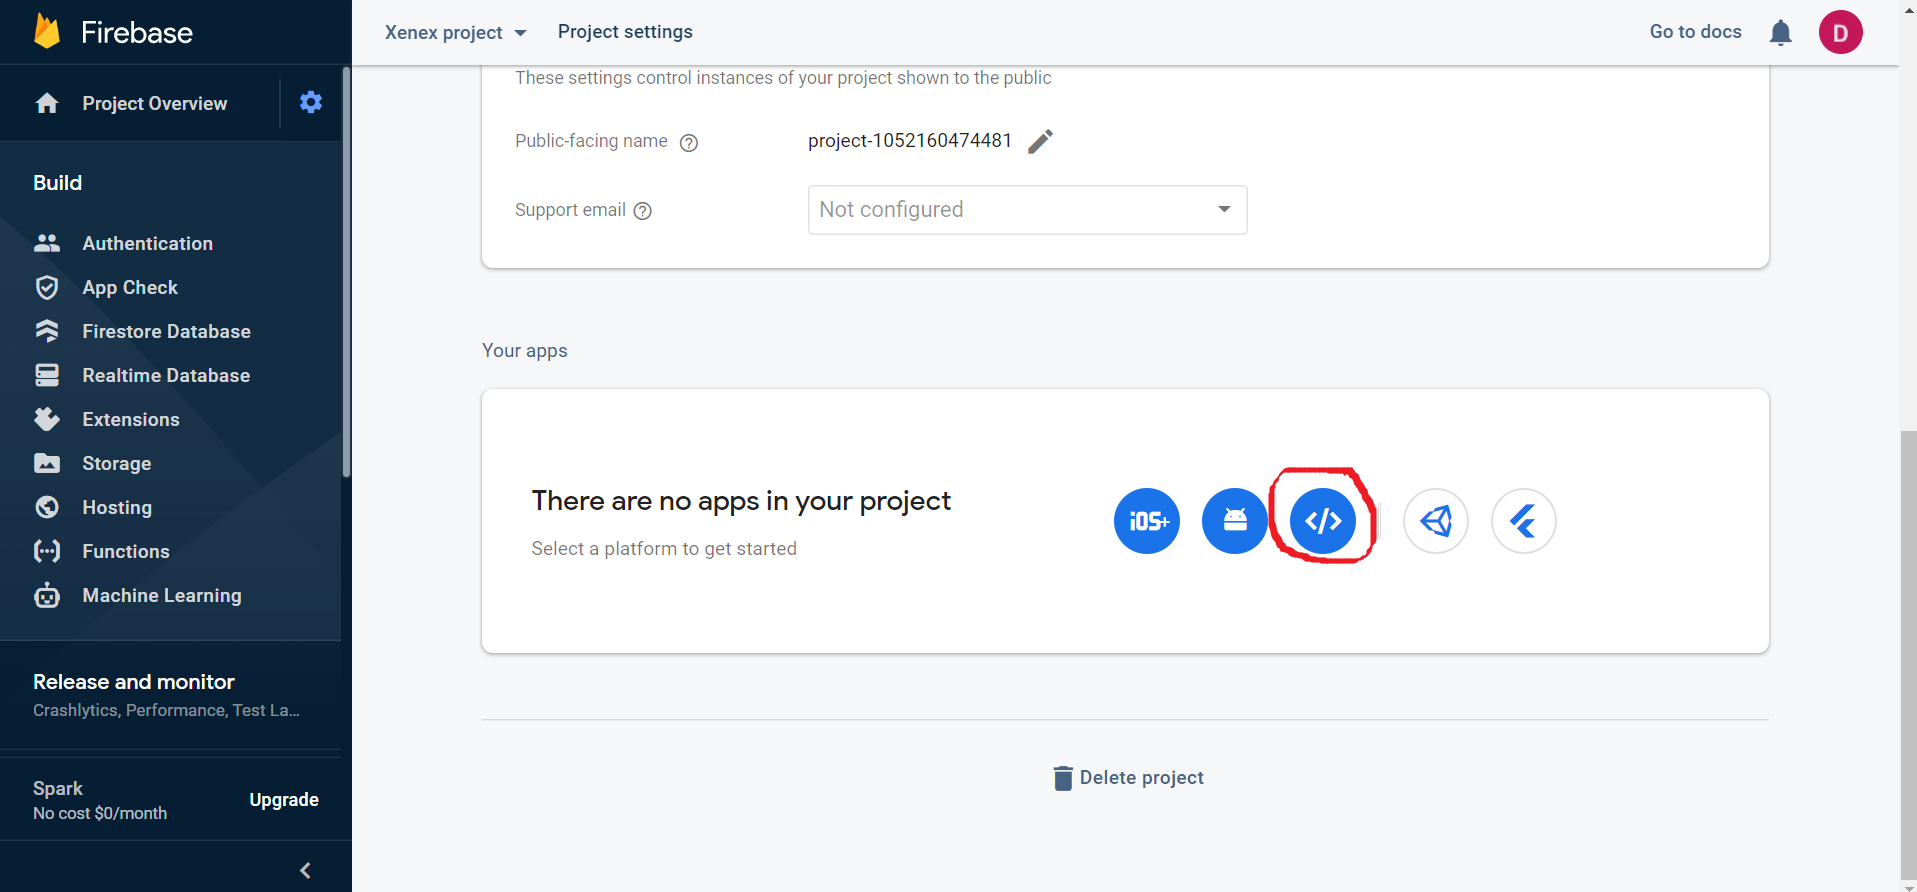 Firebase
Project Overview
Build
Authentication
App Check
Firestore Database
Realtime Database
Extensions
Storage
Hosting
Functions
Machine Learning
Release and monitor
Crashlytics, Performance, Test La...
Spark
No cost $0/month
Upgrade
Xenex project
Project settings
Go to docs
D
These settings control instances of your project shown to the public
Public-facing name ?
project-1052160474481
Support email ?
Not configured
Your apps
There are no apps in your project
Select a platform to get started
iOS+
</>
Delete project